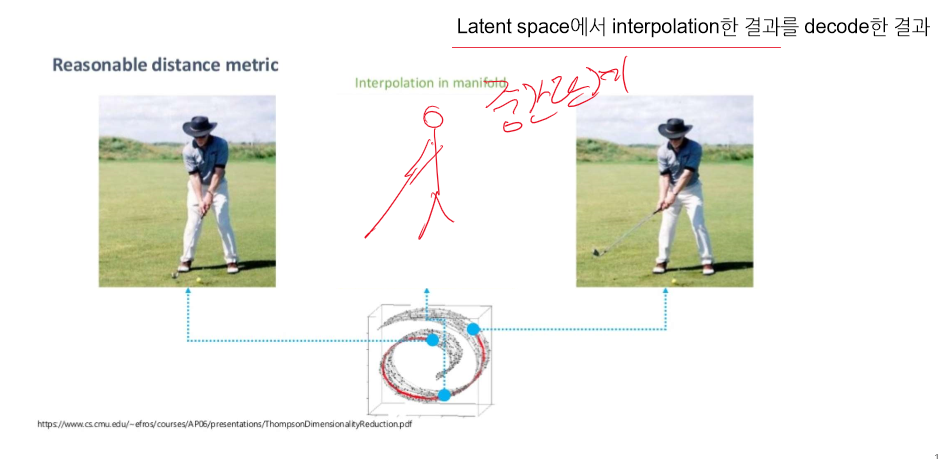 Latent space에서 interpolation한 결과를 decode한 결과
Reasonable distance metric
Interpolation in manifold
중간단계
https://www.cs.cmu.edu/~efros/courses/AP06/presentations/ThompsonDimensionalityReduction.pdf
1